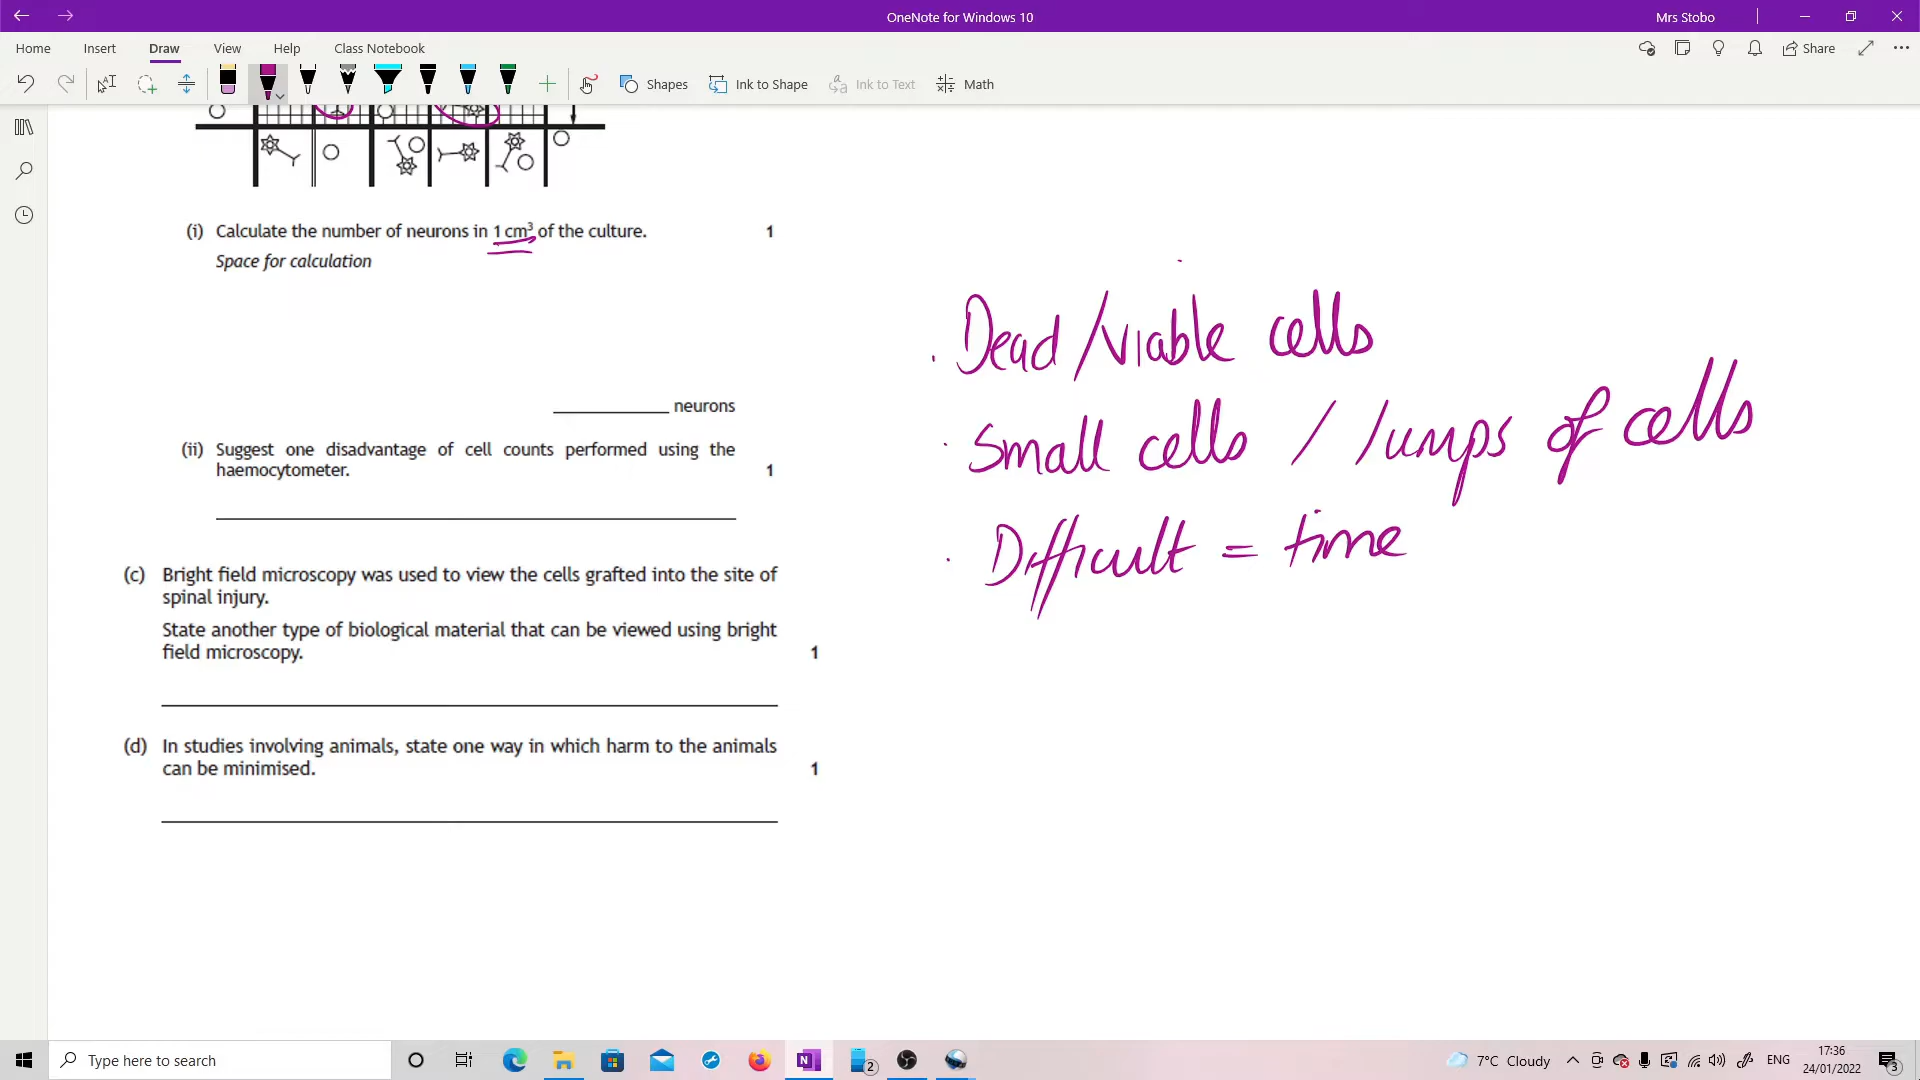 OneNote for Windows 10
Mrs Stobo
Home Insert Draw View Help Class Notebook
Share
Shapes Ink to Shape Ink to Text Math
(i) Calculate the number of neurons in 1 cm³ of the culture. 1
Space for calculation
neurons
(ii) Suggest one disadvantage of cell counts performed using the
haemocytometer. 1
(c) Bright field microscopy was used to view the cells grafted into the site of
spinal injury.
State another type of biological material that can be viewed using bright
field microscopy. 1
(d) In studies involving animals, state one way in which harm to the animals
can be minimised. 1
· Dead/viable cells
· Small cells / lumps of cells
· Difficult = time
Type here to search
2
7°C Cloudy
ENG
17:36
24/01/2022
3